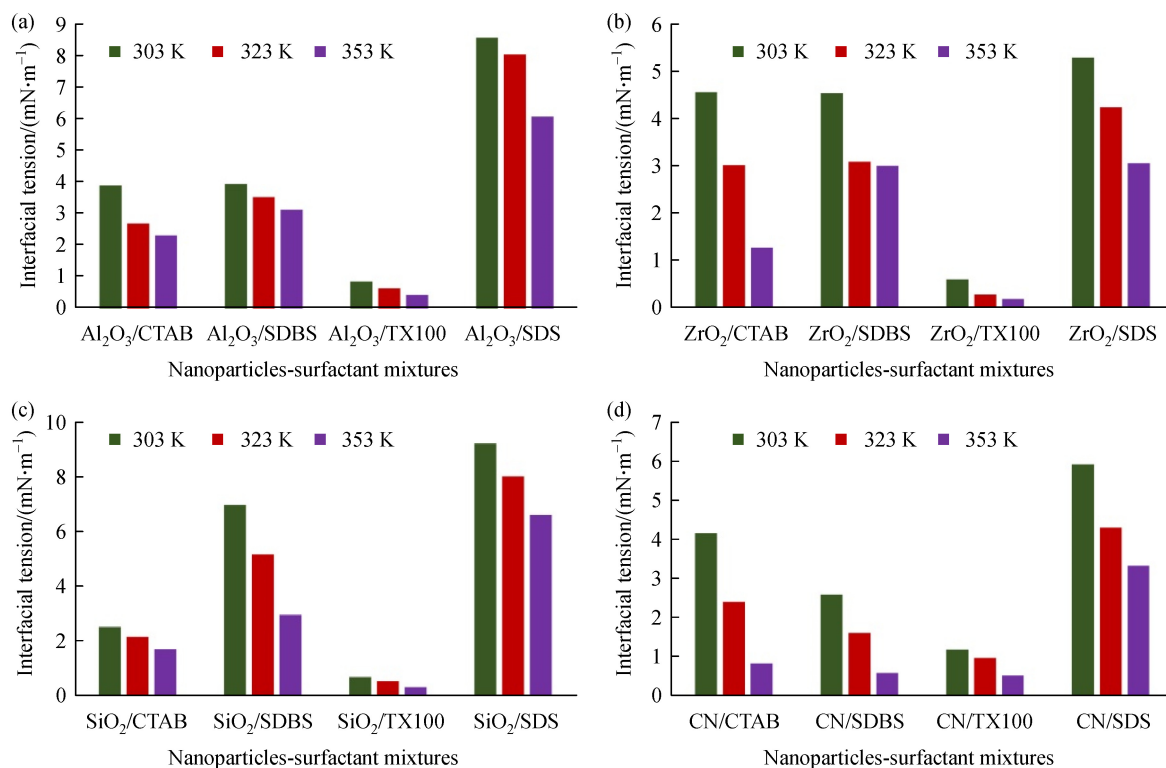 (a)
Interfacial tension/(mN·m⁻¹)
9
8
7
6
5
4
3
2
1
0
303 K 323 K 353 K
Al₂O₃/CTAB Al₂O₃/SDBS Al₂O₃/TX100 Al₂O₃/SDS
Nanoparticles-surfactant mixtures
(b)
Interfacial tension/(mN·m⁻¹)
6
5
4
3
2
1
0
303 K 323 K 353 K
ZrO₂/CTAB ZrO₂/SDBS ZrO₂/TX100 ZrO₂/SDS
Nanoparticles-surfactant mixtures
(c)
Interfacial tension/(mN·m⁻¹)
10
8
6
4
2
0
303 K 323 K 353 K
SiO₂/CTAB SiO₂/SDBS SiO₂/TX100 SiO₂/SDS
Nanoparticles-surfactant mixtures
(d)
Interfacial tension/(mN·m⁻¹)
7
6
5
4
3
2
1
0
303 K 323 K 353 K
CN/CTAB CN/SDBS CN/TX100 CN/SDS
Nanoparticles-surfactant mixtures